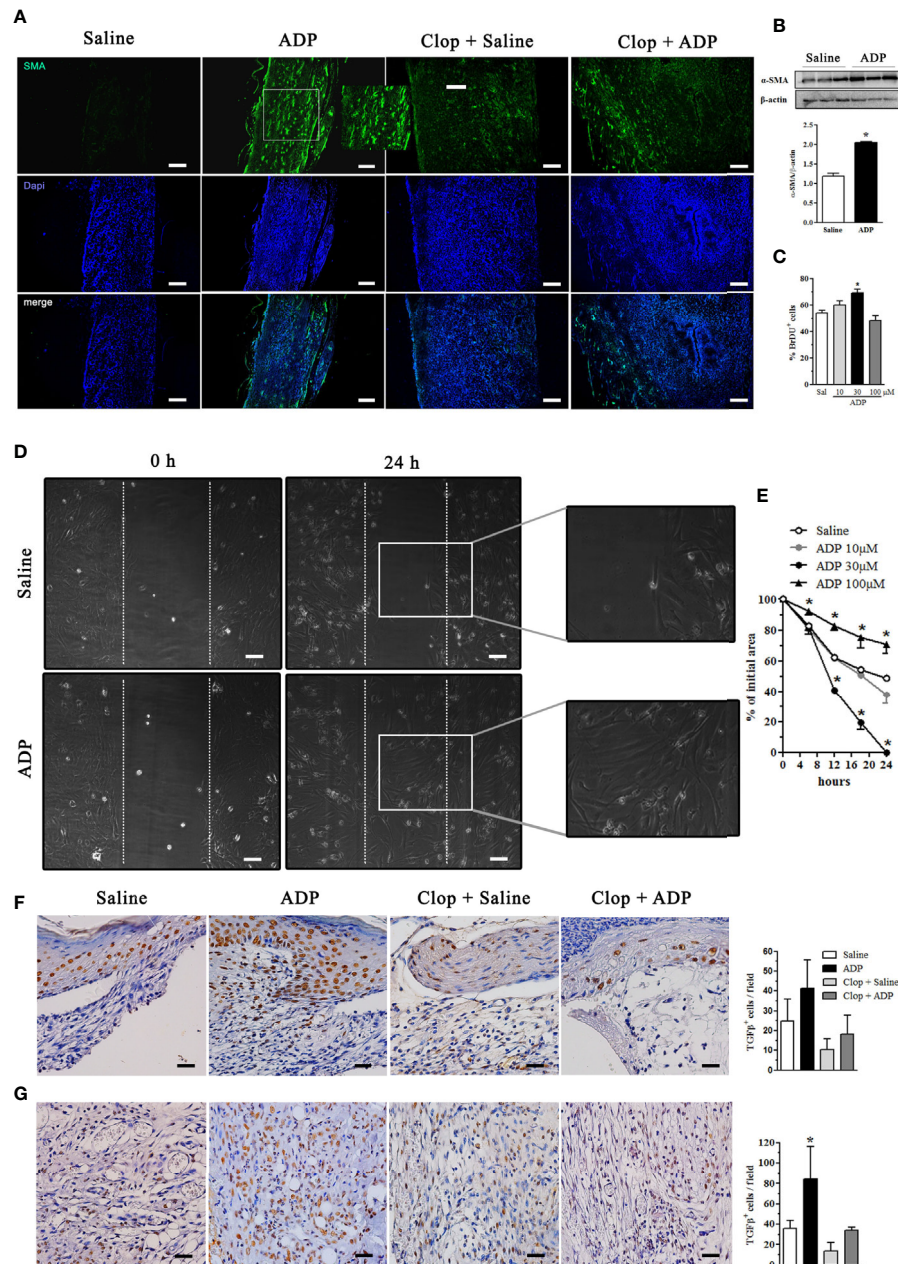 A
Saline ADP Clop + Saline Clop + ADP
SMA
Dapi
merge
B
Saline ADP
α-SMA
β-actin
α-SMA/β-actin
2.5
2.0
1.5
1.0
0.5
0.0
*
Saline ADP
C
% BrDU+ cells
80
60
40
20
0
*
Sal 10 30 100 µM
ADP
D
0 h 24 h
Saline
ADP
E
Saline
ADP 10µM
ADP 30µM
ADP 100µM
% of initial area
100
80
60
40
20
0
* * * *
* * *
0 4 8 12 16 20 24
hours
F
Saline ADP Clop + Saline Clop + ADP
TGFβ+ cells / field
60
50
40
30
20
10
0
Saline
ADP
Clop + Saline
Clop + ADP
G
TGFβ+ cells / field
120
100
80
60
40
20
0
*